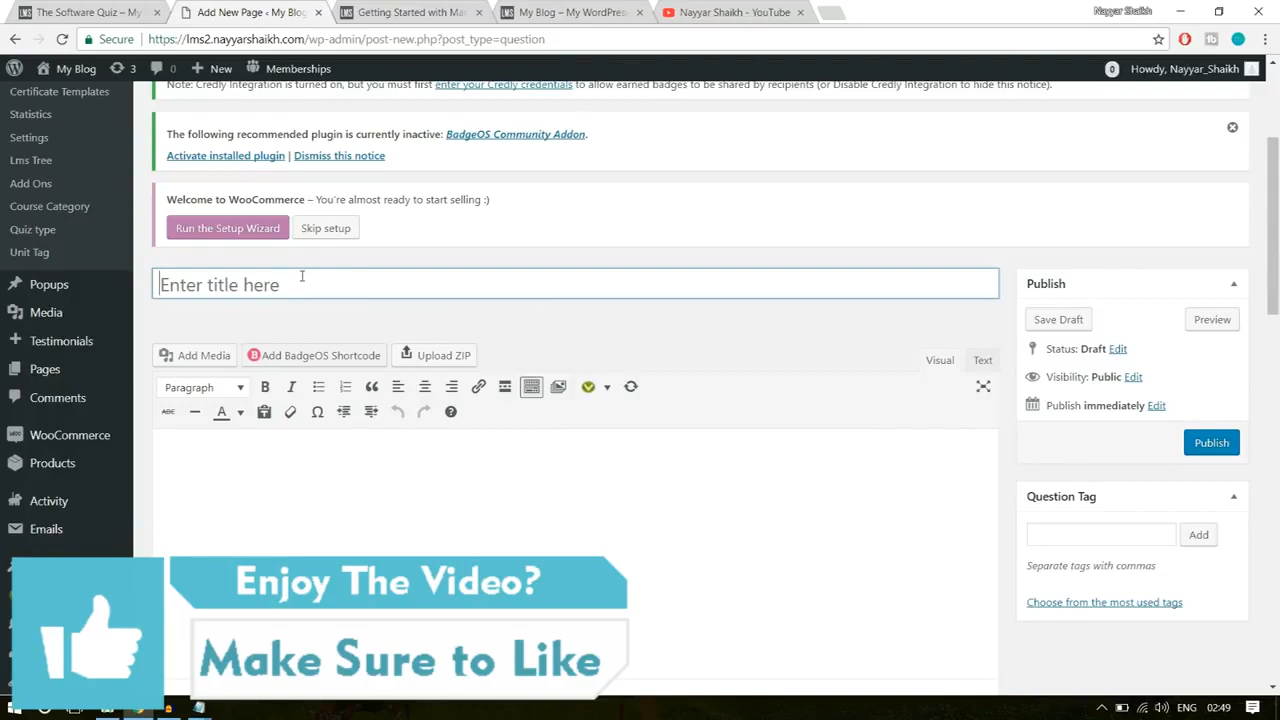 The Software Quiz – My
Add New Page ‹ My Blog
Getting Started with Mar
My Blog – My WordPress
Nayyar Shaikh - YouTube
Nayyar Shaikh
Secure
https://lms2.nayyarshaikh.com/wp-admin/post-new.php?post_type=question
My Blog
3
0
New
Memberships
0
Howdy, Nayyar_Shaikh
Certificate Templates
Statistics
Settings
Lms Tree
Add Ons
Course Category
Quiz type
Unit Tag
Popups
Media
Testimonials
Pages
Comments
WooCommerce
Products
Activity
Emails
Note: Credly Integration is turned on, but you must first enter your Credly credentials to allow earned badges to be shared by recipients (or Disable Credly Integration to hide this notice).
The following recommended plugin is currently inactive: BadgeOS Community Addon.
Activate installed plugin | Dismiss this notice
Welcome to WooCommerce – You're almost ready to start selling :)
Run the Setup Wizard
Skip setup
Enter title here
Add Media
Add BadgeOS Shortcode
Upload ZIP
Visual
Text
Paragraph
Publish
Save Draft
Preview
Status: Draft Edit
Visibility: Public Edit
Publish immediately Edit
Publish
Question Tag
Add
Separate tags with commas
Choose from the most used tags
Enjoy The Video?
Make Sure to Like
ENG
02:49